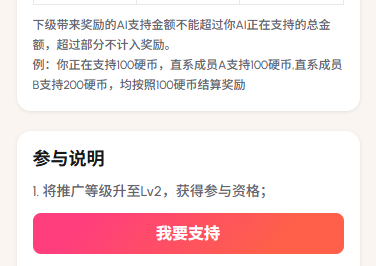 下级带来奖励的AI支持金额不能超过你AI正在支持的总金
额，超过部分不计入奖励。
例：你正在支持100硬币，直系成员A支持100硬币,直系成员
B支持200硬币，均按照100硬币结算奖励
参与说明
1. 将推广等级升至Lv2，获得参与资格；
我要支持